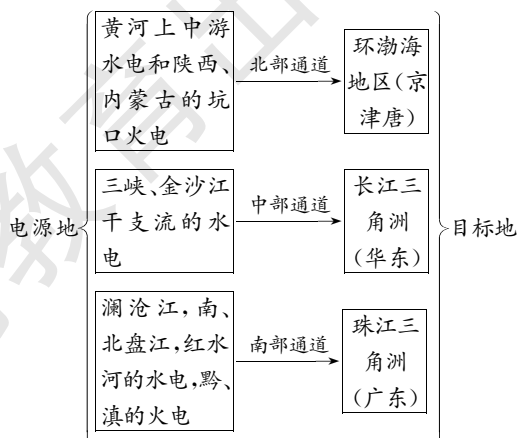 电源地
黄河上中游
水电和陕西、
内蒙古的坑
口火电
北部通道
环渤海
地区(京
津唐)
三峡、金沙江
干支流的水
电
中部通道
长江三
角洲
(华东)
澜沧江,南、
北盘江,红水
河的水电,黔、
滇的火电
南部通道
珠江三
角洲
(广东)
目标地
教育出